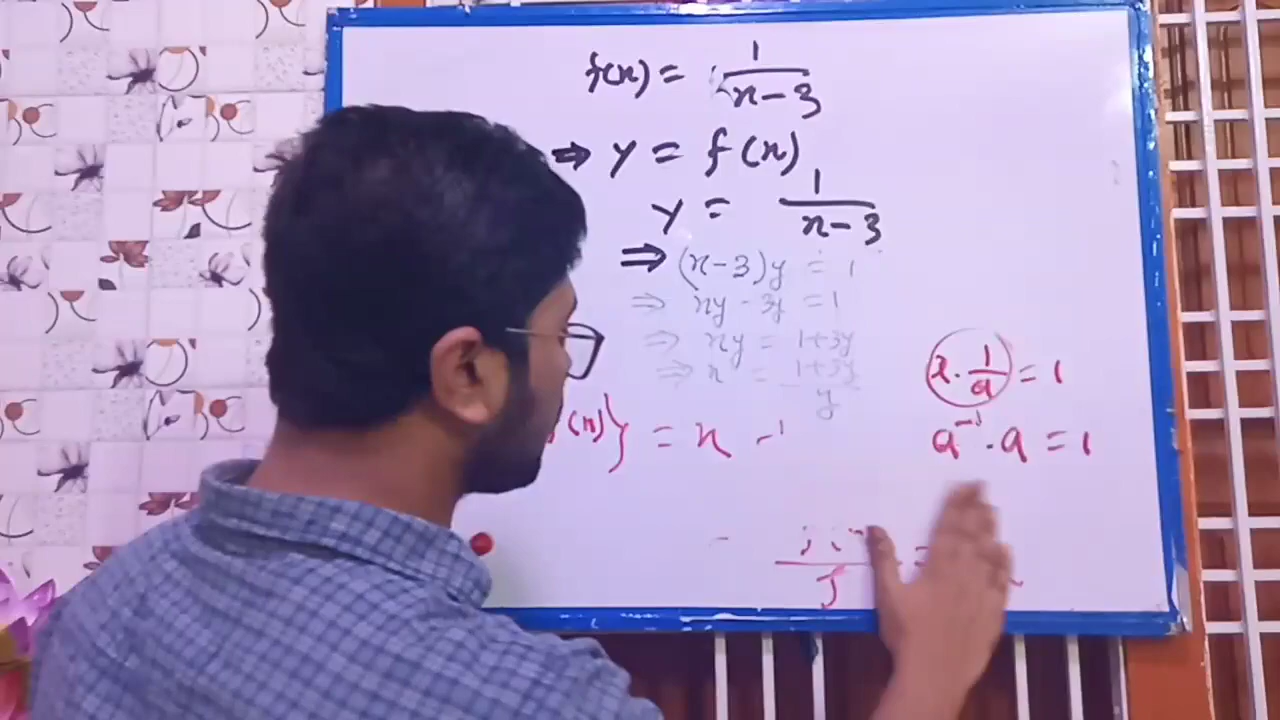 f(x) = 1/(x-3)
⇒ y = f(x)
y = 1/(x-3)
⇒ (x-3)y = 1
⇒ xy - 3y = 1
⇒ xy = 1+3y
⇒ x = (1+3y)/y
(x)} = x -1
a · 1/a = 1
a⁻¹ · a = 1